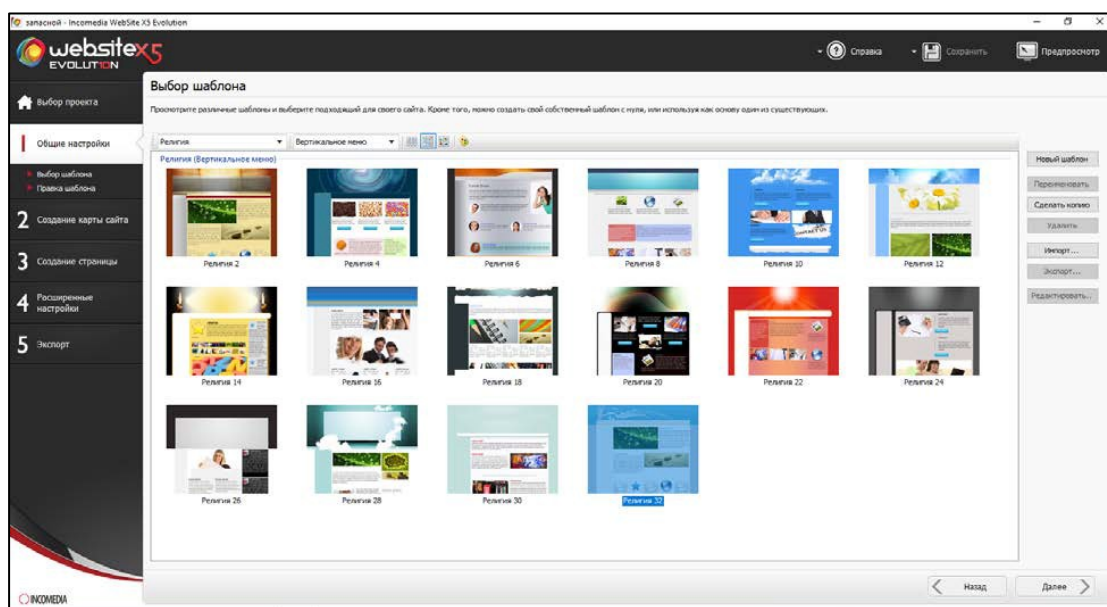 запасной - Incomedia WebSite X5 Evolution
websitex5
EVOLUTION
Справка
Сохранить
Предпросмотр
Выбор проекта
Общие настройки
Выбор шаблона
Правка шаблона
2 Создание карты сайта
3 Создание страницы
4 Расширенные
настройки
5 Экспорт
INCOMEDIA
Выбор шаблона
Просмотрите различные шаблоны и выберите подходящий для своего сайта. Кроме того, можно создать свой собственный шаблон с нуля, или используя как основу один из существующих.
Религия
Вертикальное меню
Религия (Вертикальное меню)
Религия 2
Религия 4
Религия 6
Религия 8
Религия 10
Религия 12
Религия 14
Религия 16
Религия 18
Религия 20
Религия 22
Религия 24
Религия 26
Религия 28
Религия 30
Религия 32
Новый шаблон
Переименовать
Сделать копию
Удалить
Импорт...
Экспорт...
Редактировать...
Назад
Далее